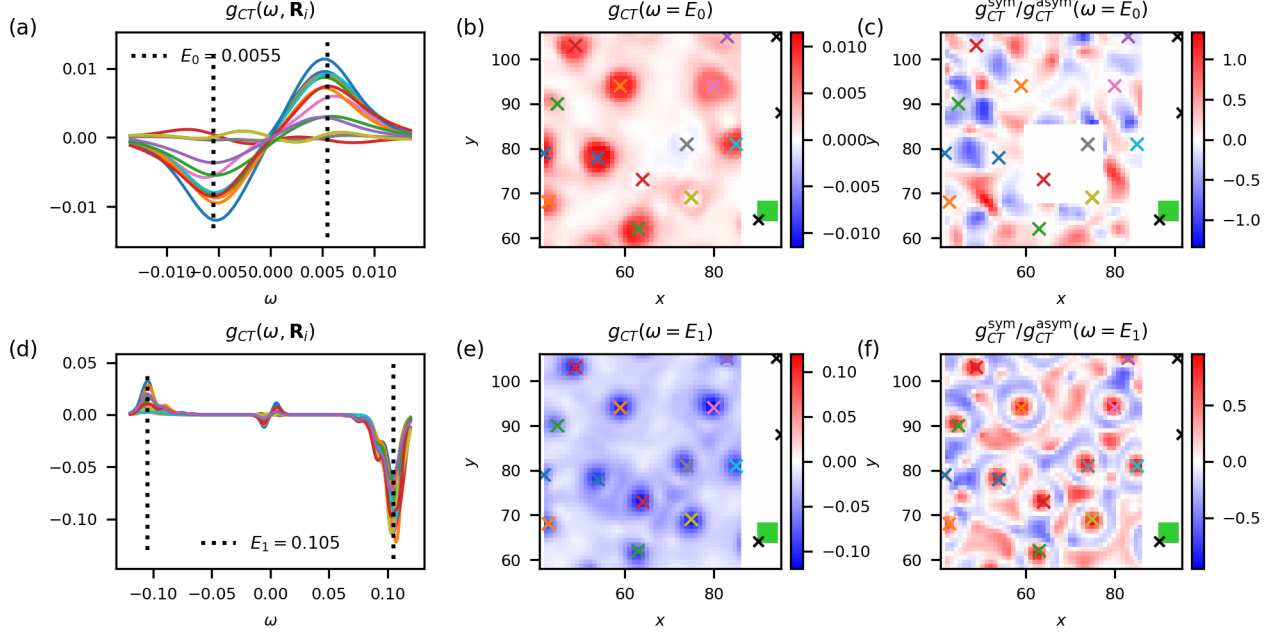 (a)
g_CT(ω, R_i)
E_0 = 0.0055
0.01
0.00
−0.01
−0.010
−0.005
0.000
0.005
0.010
ω
(b)
g_CT(ω = E_0)
100
90
80
70
60
y
60
80
x
0.010
0.005
0.000
−0.005
−0.010
(c)
g_CT^sym/g_CT^asym(ω = E_0)
100
90
80
70
60
y
60
80
x
1.0
0.5
0.0
−0.5
−1.0
(d)
g_CT(ω, R_i)
0.05
0.00
−0.05
−0.10
E_1 = 0.105
−0.10
−0.05
0.00
0.05
0.10
ω
(e)
g_CT(ω = E_1)
100
90
80
70
60
y
60
80
x
0.10
0.05
0.00
−0.05
−0.10
(f)
g_CT^sym/g_CT^asym(ω = E_1)
100
90
80
70
60
y
60
80
x
0.5
0.0
−0.5